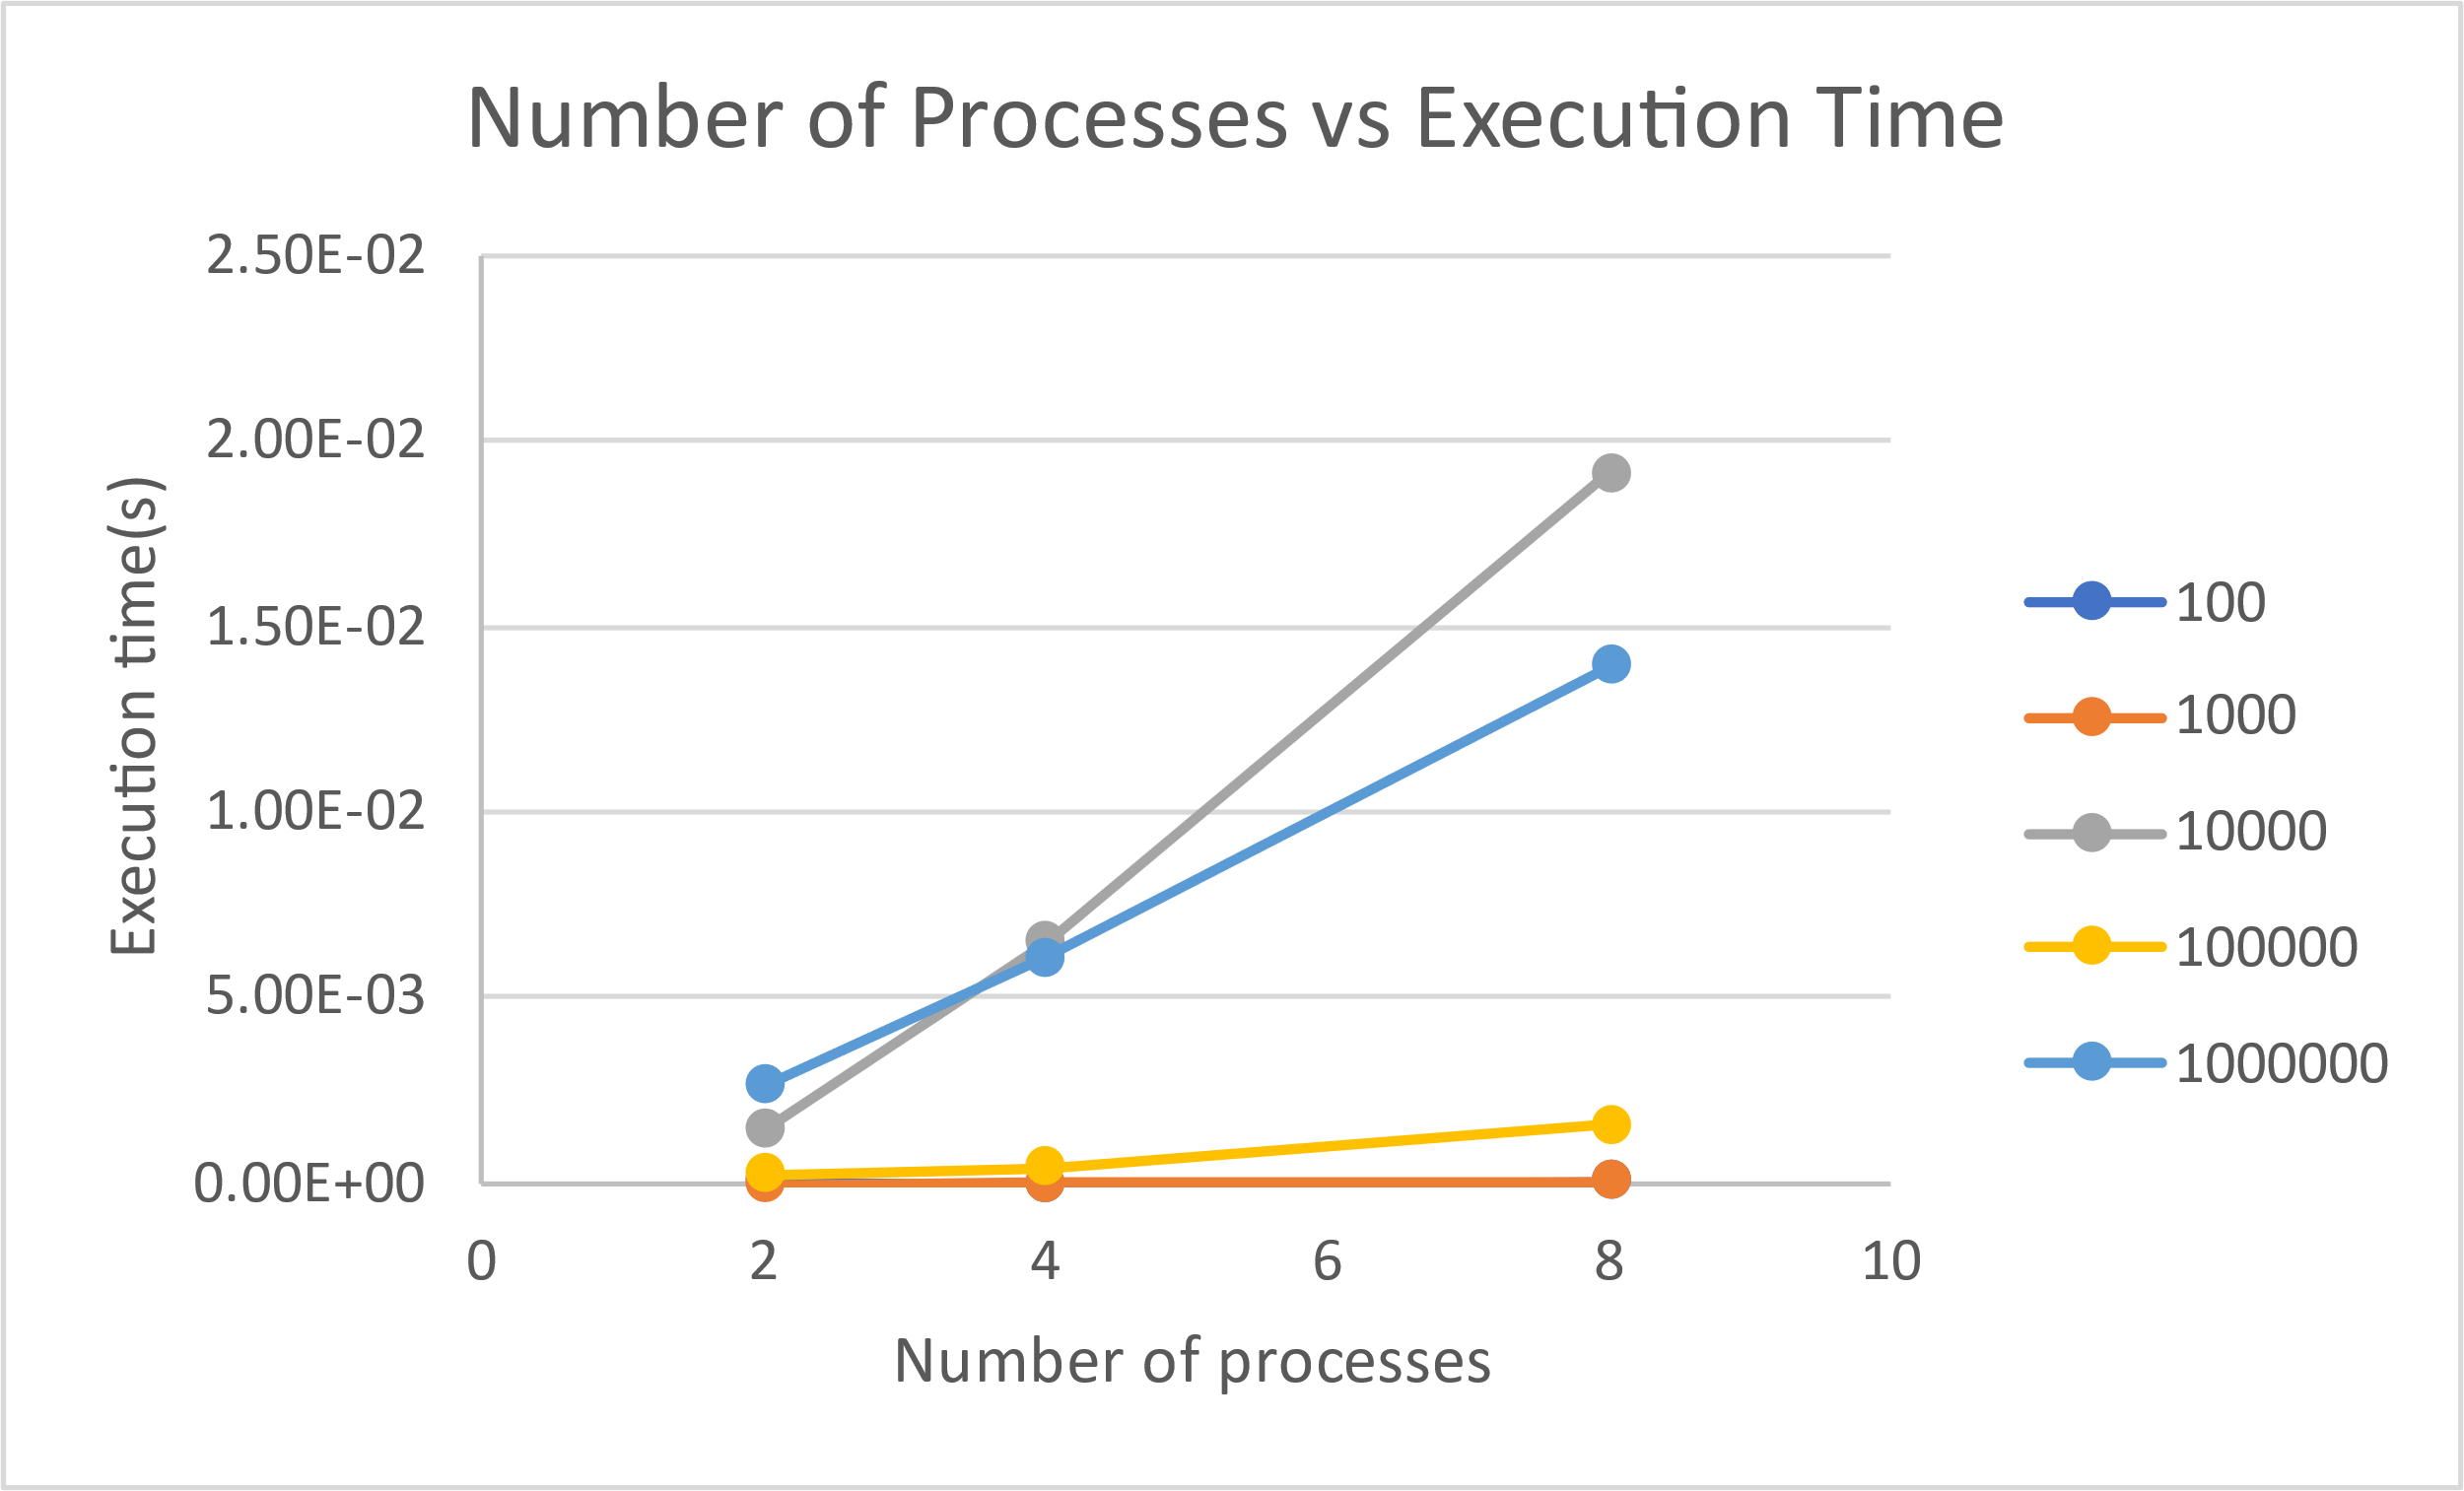 Number of Processes vs Execution Time
2.50E-02
2.00E-02
1.50E-02
1.00E-02
5.00E-03
0.00E+00
Execution time(s)
0 2 4 6 8 10
Number of processes
100
1000
10000
100000
1000000